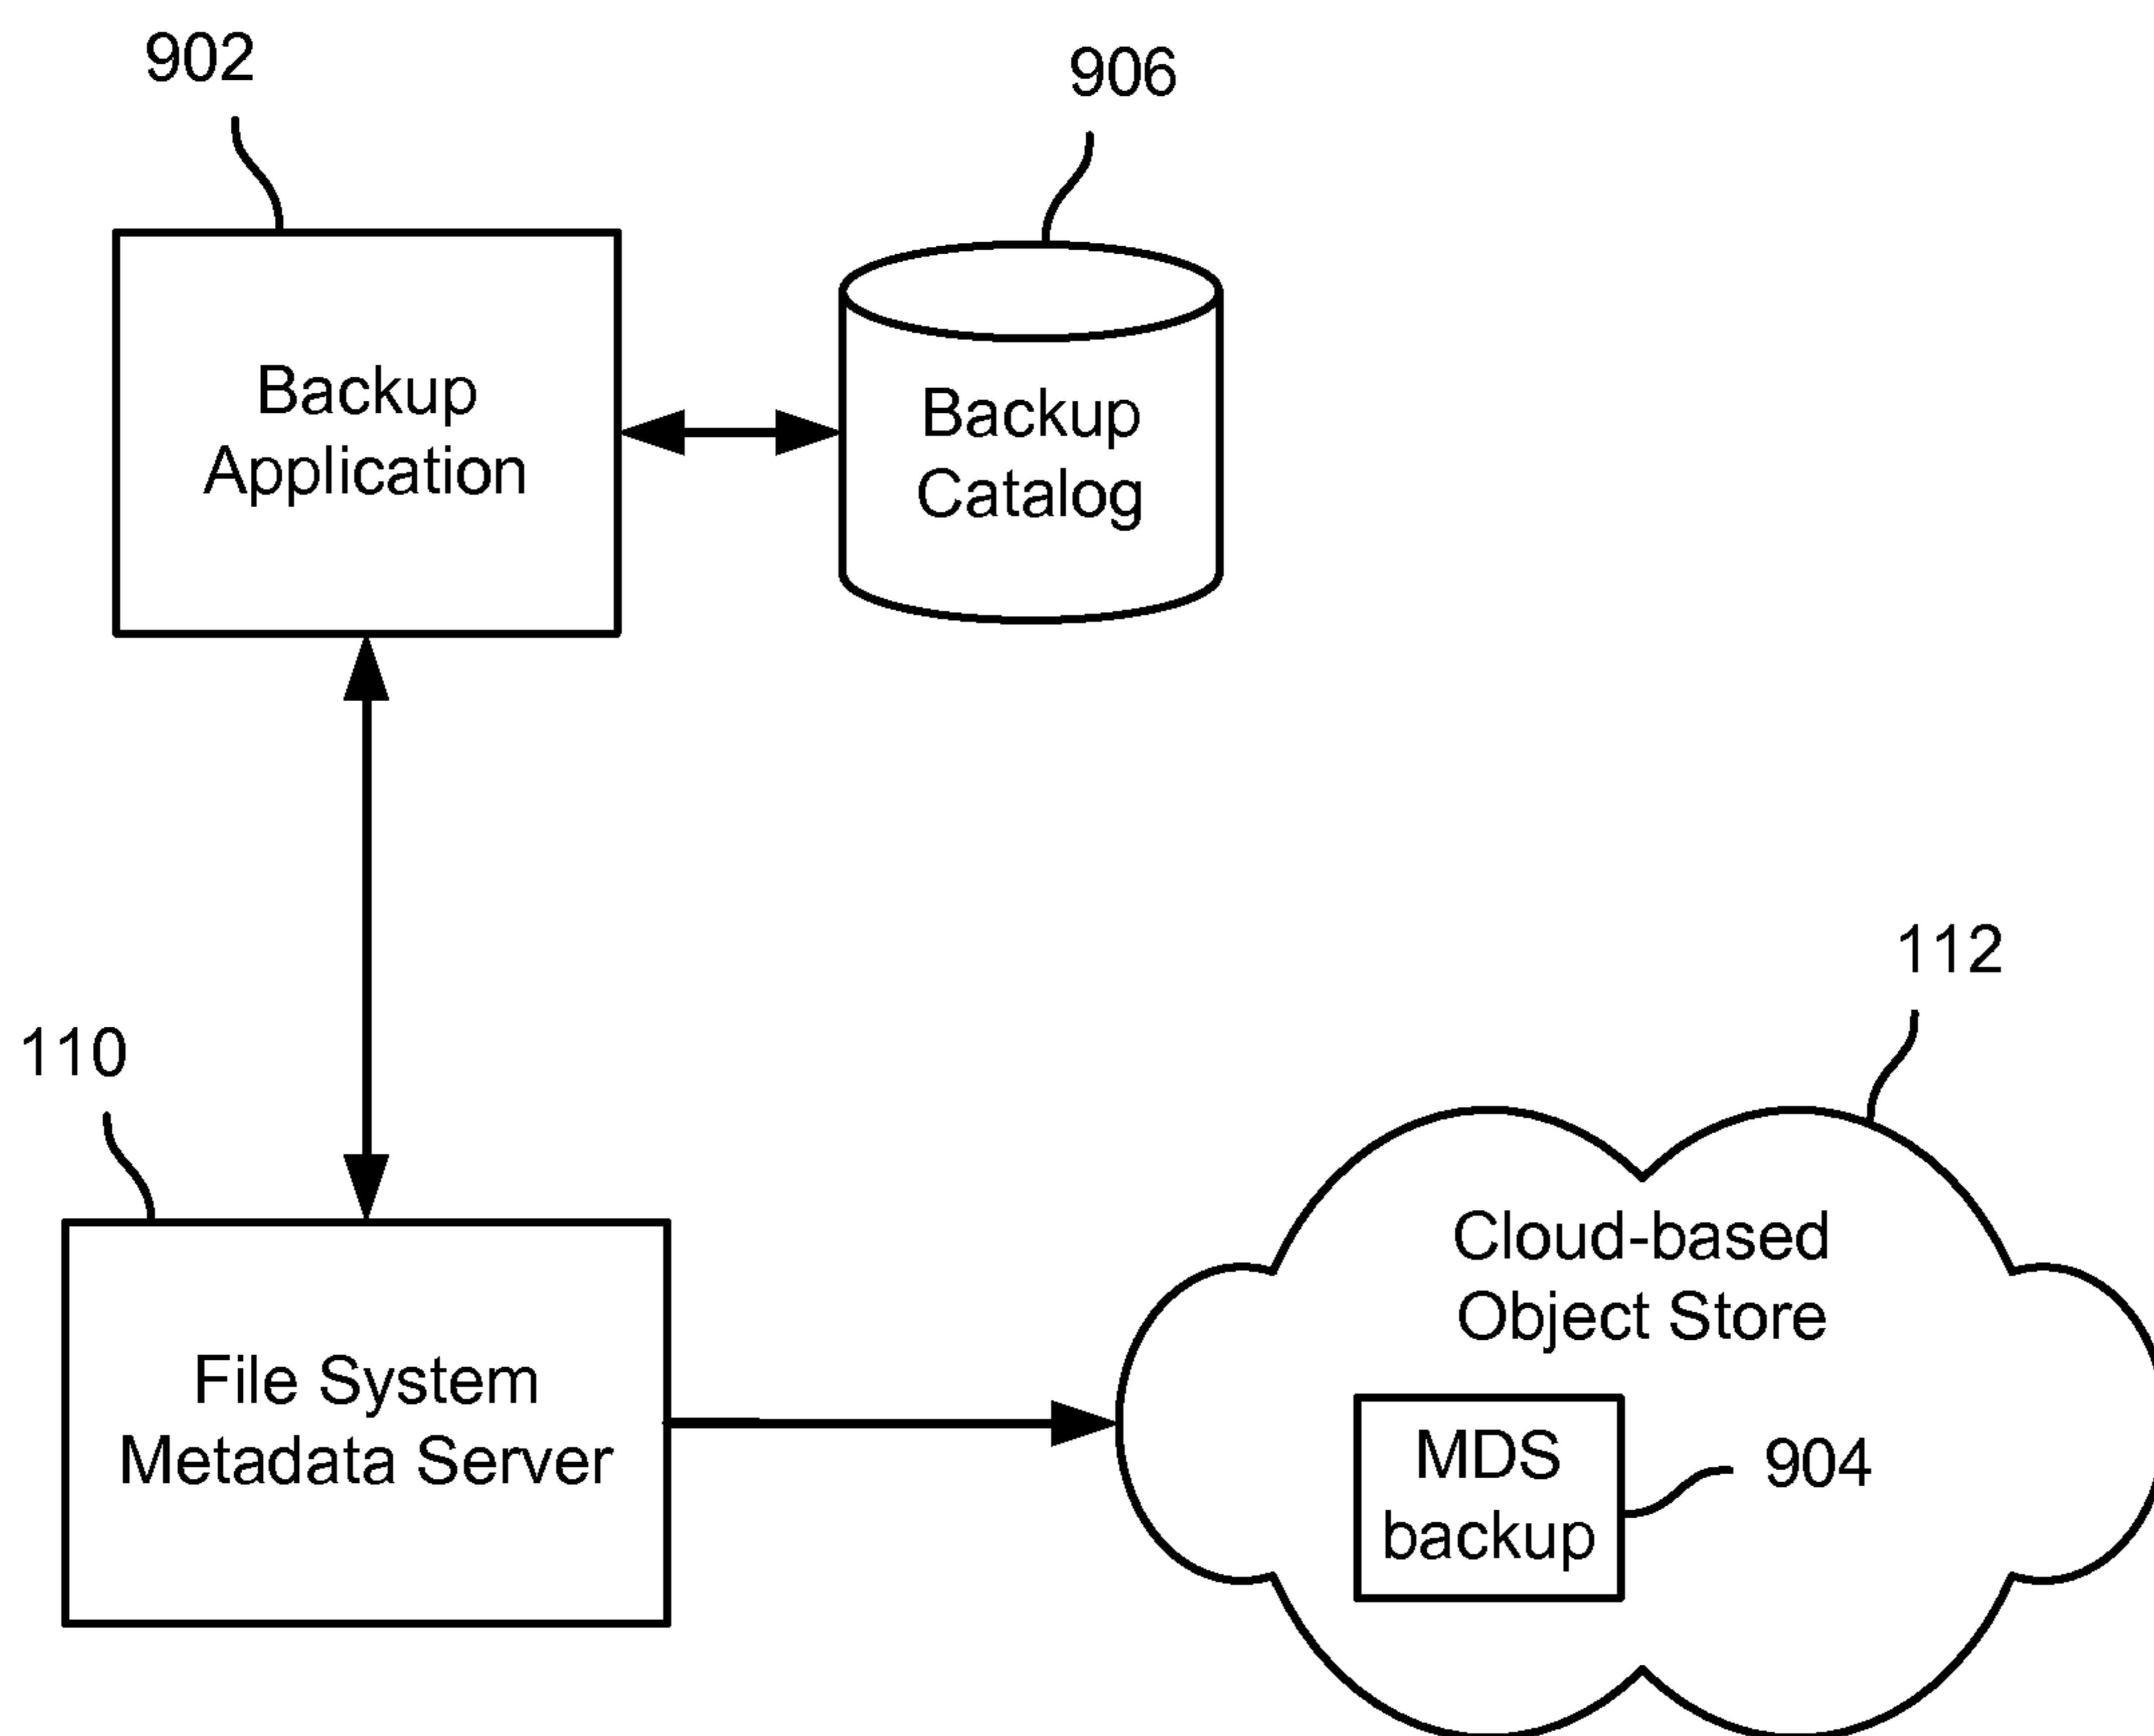 902
906
Backup
Application
Backup
Catalog
112
110
Cloud-based
Object Store
File System
Metadata Server
MDS
backup
904